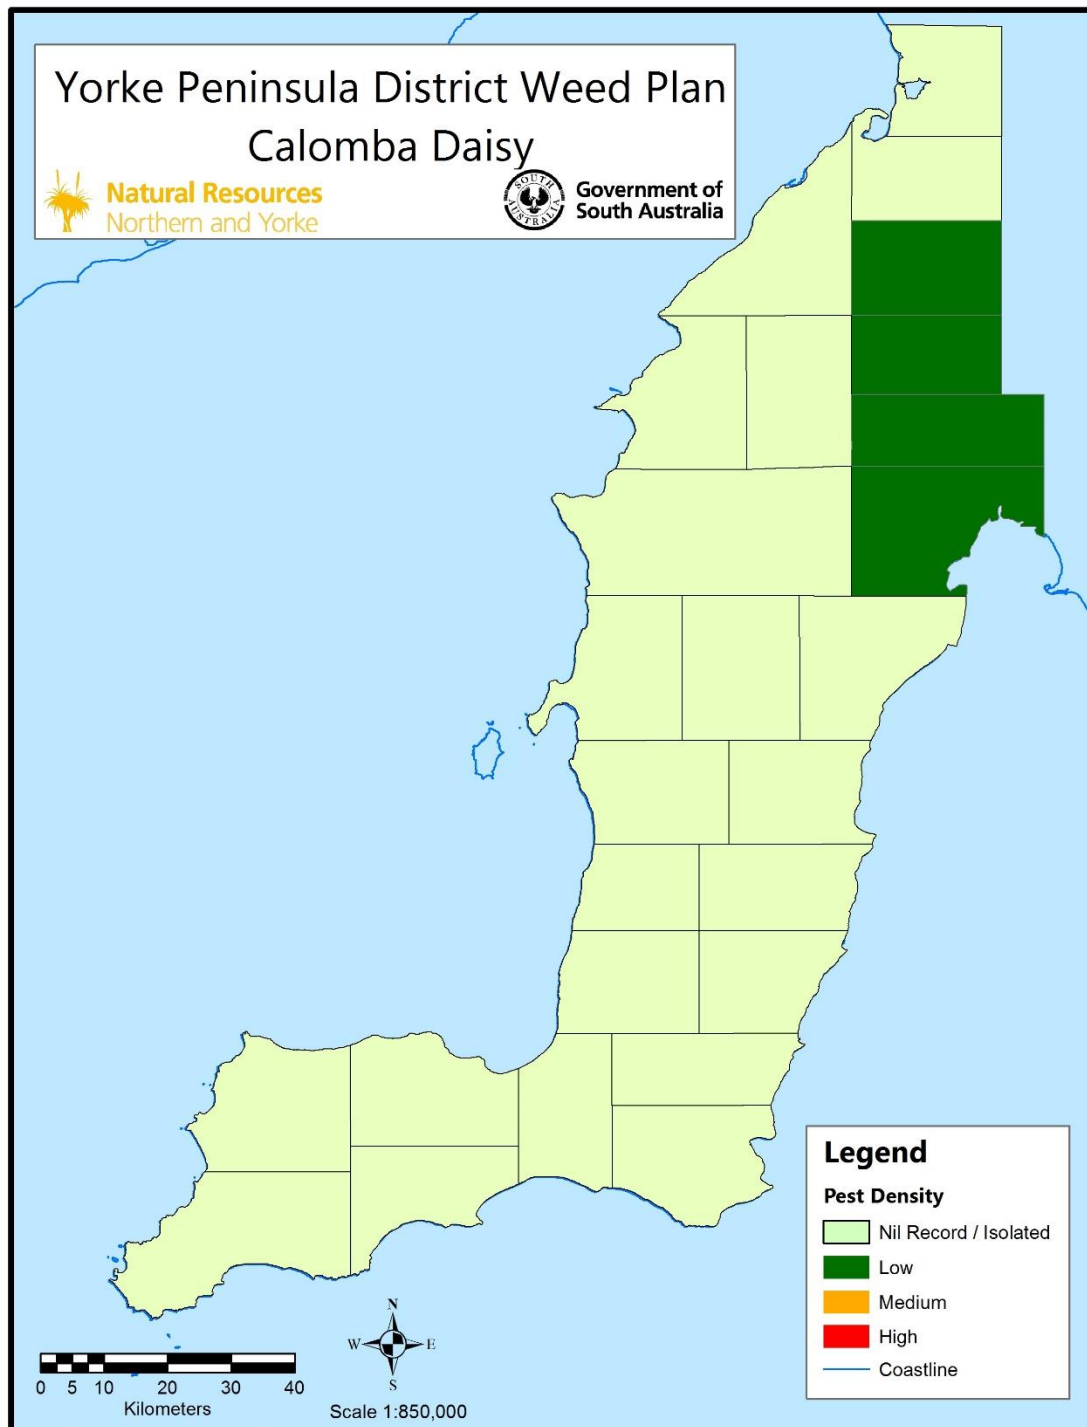 Yorke Peninsula District Weed Plan
Calomba Daisy
Natural Resources
Northern and Yorke
SOUTH AUSTRALIA
Government of
South Australia
Legend
Pest Density
Nil Record / Isolated
Low
Medium
High
Coastline
N
W E
S
0 5 10 20 30 40
Kilometers
Scale 1:850,000